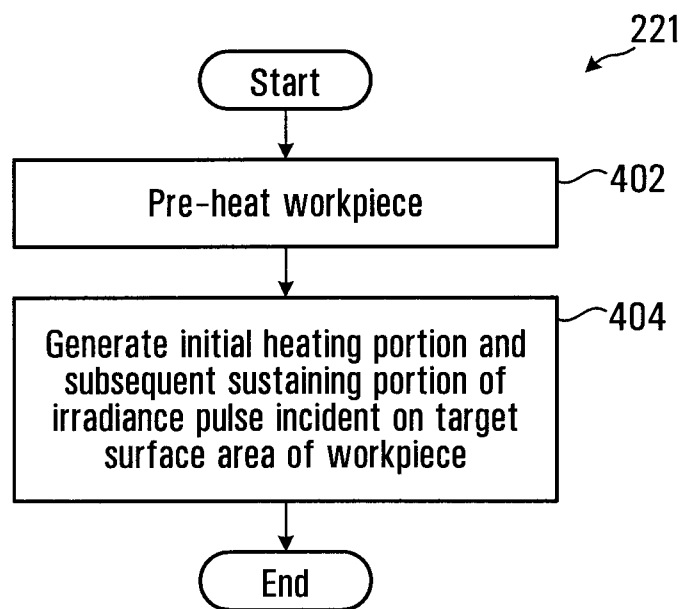 221
Start
Pre-heat workpiece
402
Generate initial heating portion and
subsequent sustaining portion of
irradiance pulse incident on target
surface area of workpiece
404
End